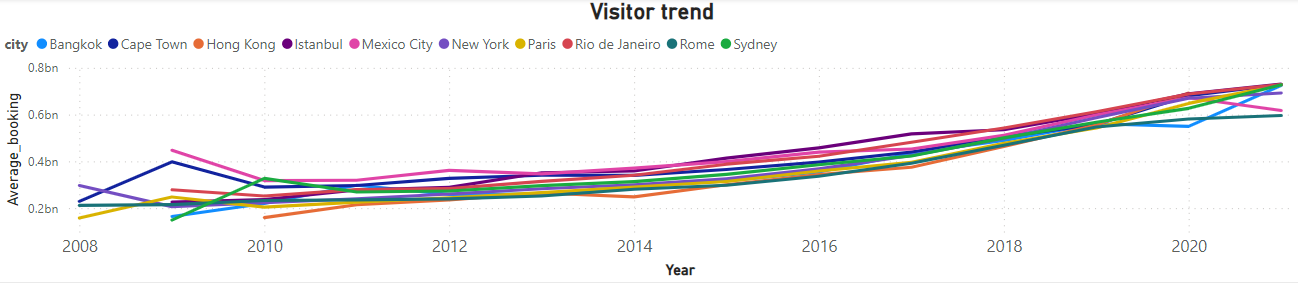 Visitor trend
city Bangkok Cape Town Hong Kong Istanbul Mexico City New York Paris Rio de Janeiro Rome Sydney
0.8bn
0.6bn
0.4bn
0.2bn
Average_booking
2008 2010 2012 2014 2016 2018 2020
Year